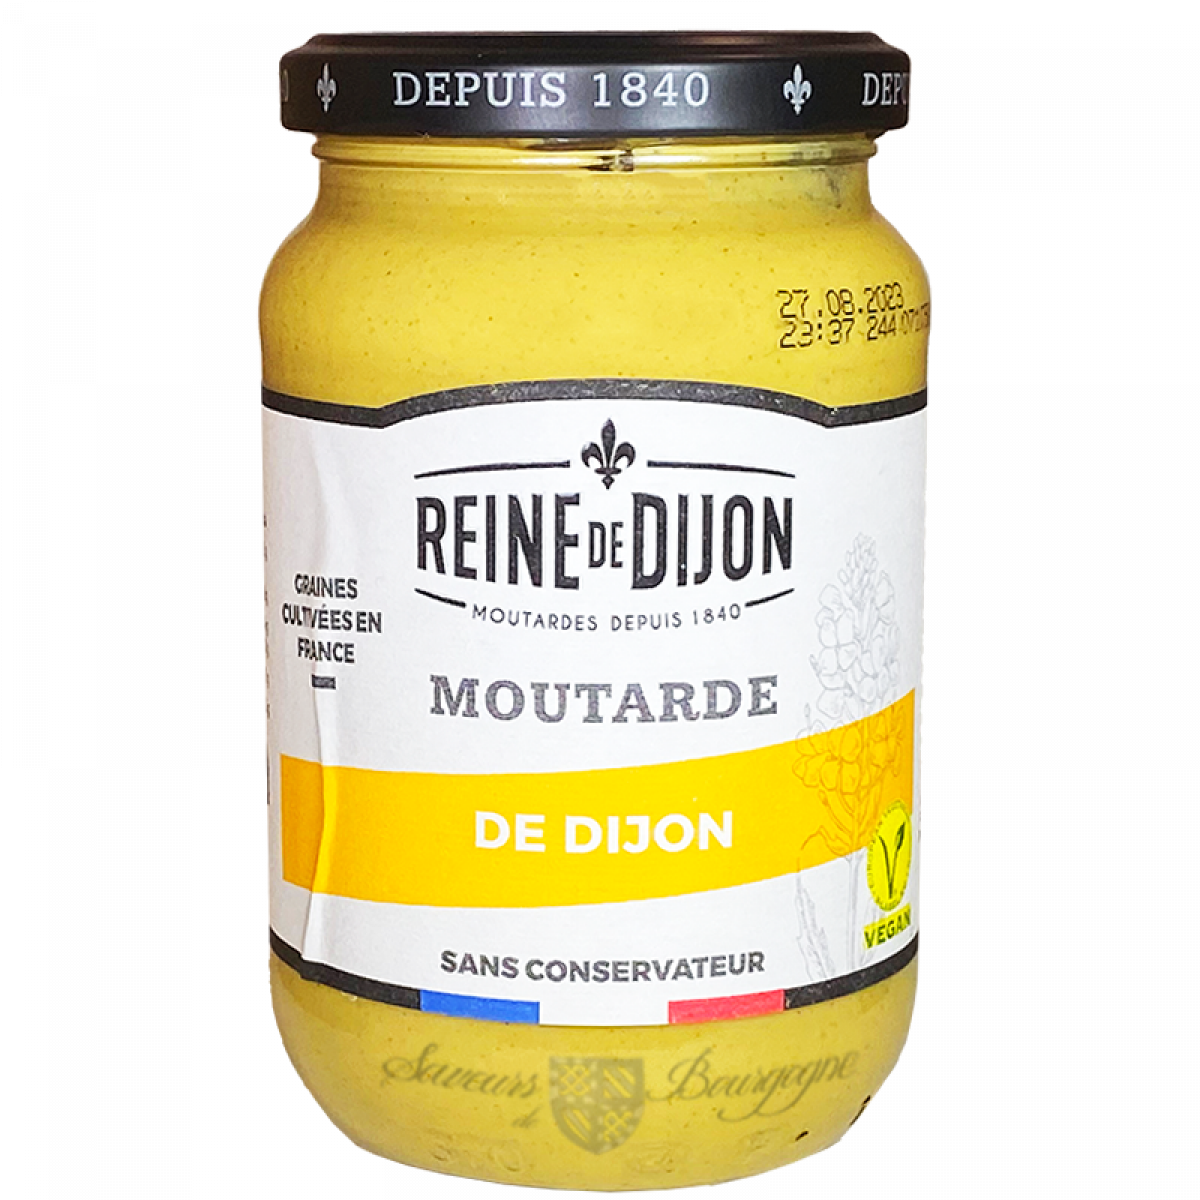 DEPUIS 1840
27.08.2023
23:37 244
REINE DE DIJON
MOUTARDES DEPUIS 1840
GRAINES
CULTIVÉES EN
FRANCE
MOUTARDE
DE DIJON
VEGAN
SANS CONSERVATEUR
Saveurs de Bourgogne